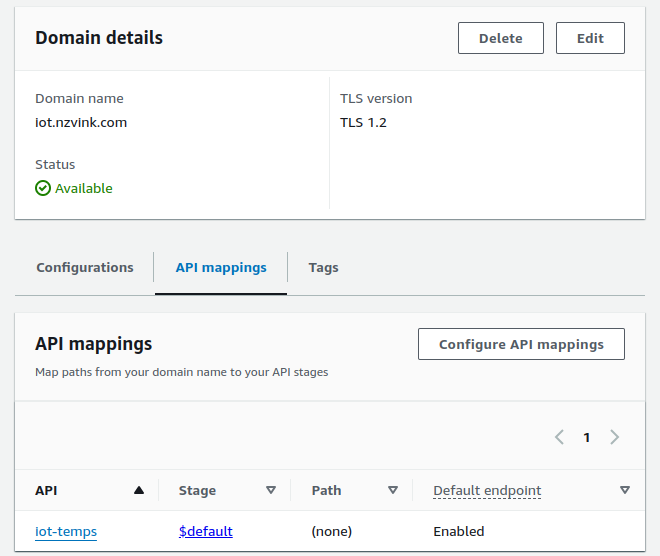 Domain details
Delete
Edit
Domain name
TLS version
iot.nzvink.com
TLS 1.2
Status
Available
Configurations
API mappings
Tags
API mappings
Configure API mappings
Map paths from your domain name to your API stages
1
API
Stage
Path
Default endpoint
iot-temps
$default
(none)
Enabled